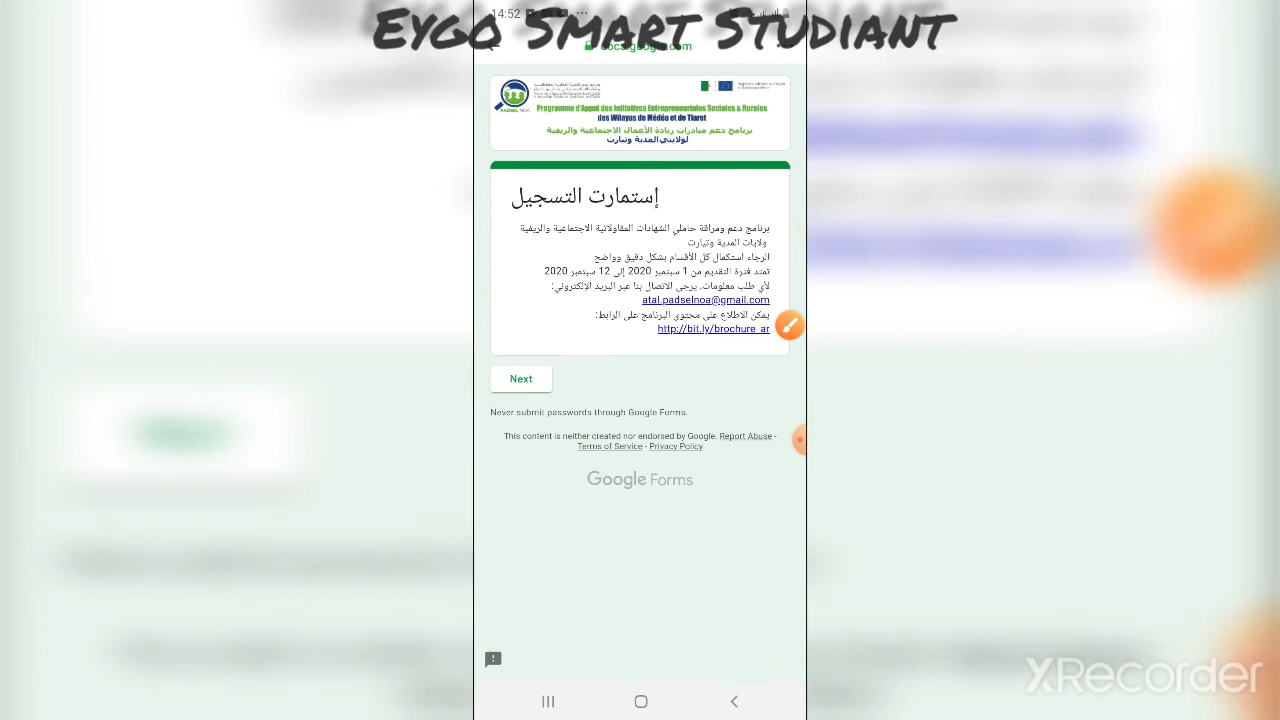 EYGO SMART STUDIANT
14:52
docs.google.com
PADSEL NOA
Programme d'Appui des Initiatives Entrepreneuriales Sociales & Rurales
des Wilayas de Médéa et de Tiaret
برنامج دعم مبادرات ريادة الأعمال الاجتماعية والريفية
لولايتي المدية وتيارت
إستمارت التسجيل
برنامج دعم ومراقة حاملي الشهادات المقاولاتية الاجتماعية والريفية
ولايات المدية وتيارت
الرجاء استكمال كل الأقسام بشكل دقيق وواضح
تمتد فترة التقديم من 1 سبتمبر 2020 إلى 12 سبتمبر 2020
لأي طلب معلومات، يرجى الاتصال بنا عبر البريد الإلكتروني:
atal.padselnoa@gmail.com
يمكن الاطلاع على محتوى البرنامج على الرابط:
http://bit.ly/brochure_ar
Next
Never submit passwords through Google Forms.
This content is neither created nor endorsed by Google. Report Abuse -
Terms of Service - Privacy Policy
Google Forms
XRecorder